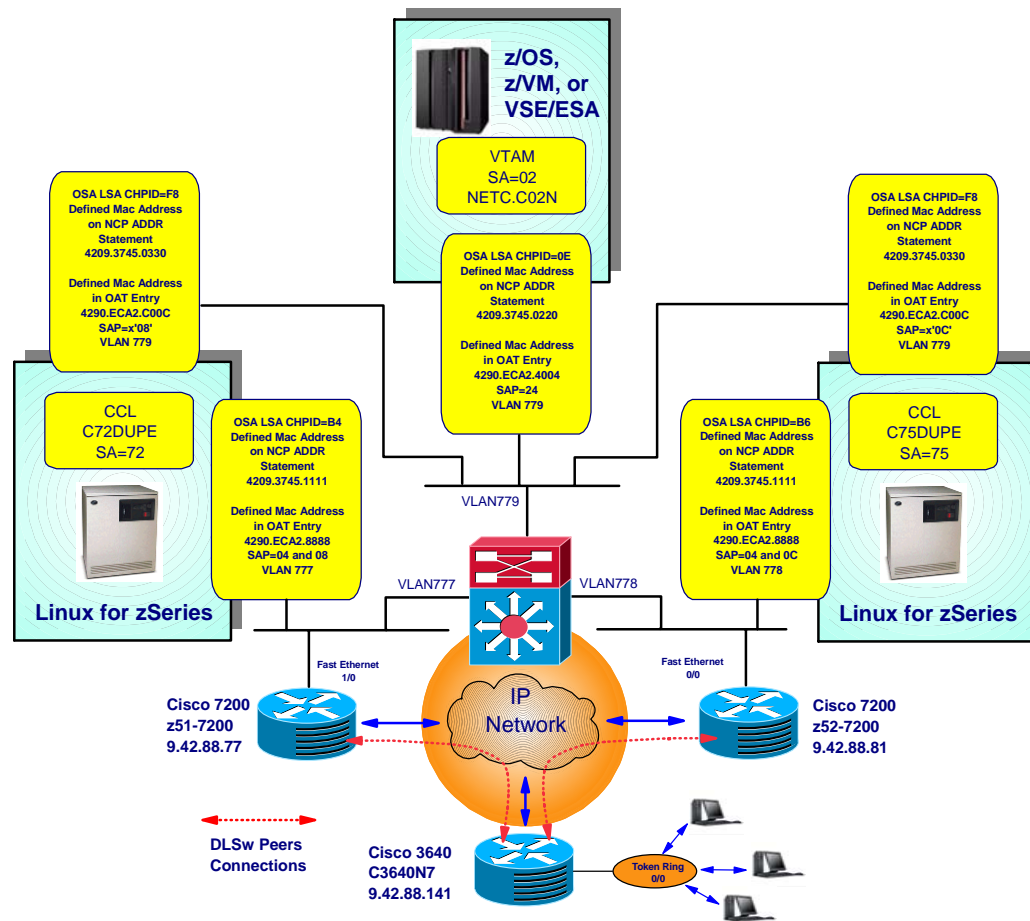 z/OS,
z/VM, or
VSE/ESA
VTAM
SA=02
NETC.C02N
OSA LSA CHPID=F8
Defined Mac Address
on NCP ADDR
Statement
4209.3745.0330
Defined Mac Address
in OAT Entry
4290.ECA2.C00C
SAP=x'08'
VLAN 779
OSA LSA CHPID=0E
Defined Mac Address
on NCP ADDR
Statement
4209.3745.0220
Defined Mac Address
in OAT Entry
4290.ECA2.4004
SAP=24
VLAN 779
OSA LSA CHPID=F8
Defined Mac Address
on NCP ADDR
Statement
4209.3745.0330
Defined Mac Address
in OAT Entry
4290.ECA2.C00C
SAP=x'0C'
VLAN 779
CCL
C72DUPE
SA=72
OSA LSA CHPID=B4
Defined Mac Address
on NCP ADDR
Statement
4209.3745.1111
Defined Mac Address
in OAT Entry
4290.ECA2.8888
SAP=04 and 08
VLAN 777
OSA LSA CHPID=B6
Defined Mac Address
on NCP ADDR
Statement
4209.3745.1111
Defined Mac Address
in OAT Entry
4290.ECA2.8888
SAP=04 and 0C
VLAN 778
CCL
C75DUPE
SA=75
VLAN779
VLAN777
VLAN778
Linux for zSeries
Linux for zSeries
Fast Ethernet
1/0
Fast Ethernet
0/0
Cisco 7200
z51-7200
9.42.88.77
IP
Network
Cisco 7200
z52-7200
9.42.88.81
DLSw Peers
Connections
Cisco 3640
C3640N7
9.42.88.141
Token Ring
0/0